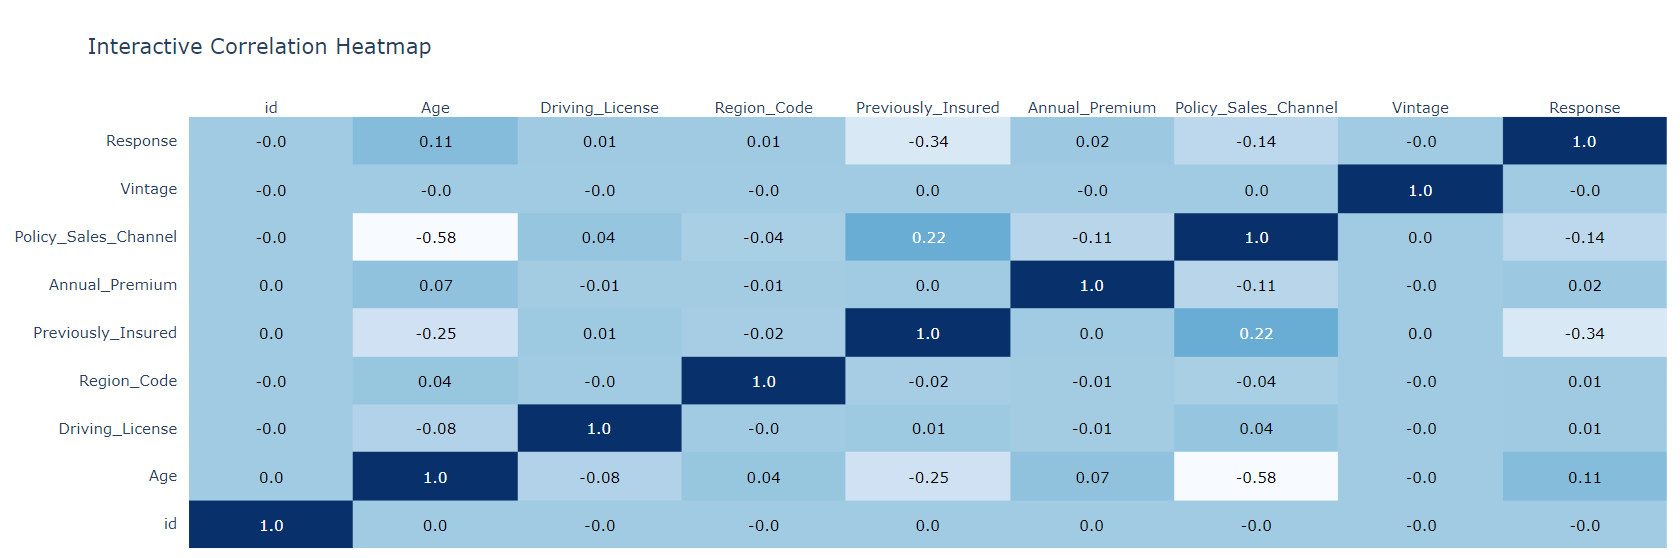 Interactive Correlation Heatmap
id Age Driving_License Region_Code Previously_Insured Annual_Premium Policy_Sales_Channel Vintage Response
Response -0.0 0.11 0.01 0.01 -0.34 0.02 -0.14 -0.0 1.0
Vintage -0.0 -0.0 -0.0 -0.0 0.0 -0.0 0.0 1.0 -0.0
Policy_Sales_Channel -0.0 -0.58 0.04 -0.04 0.22 -0.11 1.0 0.0 -0.14
Annual_Premium 0.0 0.07 -0.01 -0.01 0.0 1.0 -0.11 -0.0 0.02
Previously_Insured 0.0 -0.25 0.01 -0.02 1.0 0.0 0.22 0.0 -0.34
Region_Code -0.0 0.04 -0.0 1.0 -0.02 -0.01 -0.04 -0.0 0.01
Driving_License -0.0 -0.08 1.0 -0.0 0.01 -0.01 0.04 -0.0 0.01
Age 0.0 1.0 -0.08 0.04 -0.25 0.07 -0.58 -0.0 0.11
id 1.0 0.0 -0.0 -0.0 0.0 0.0 -0.0 -0.0 -0.0